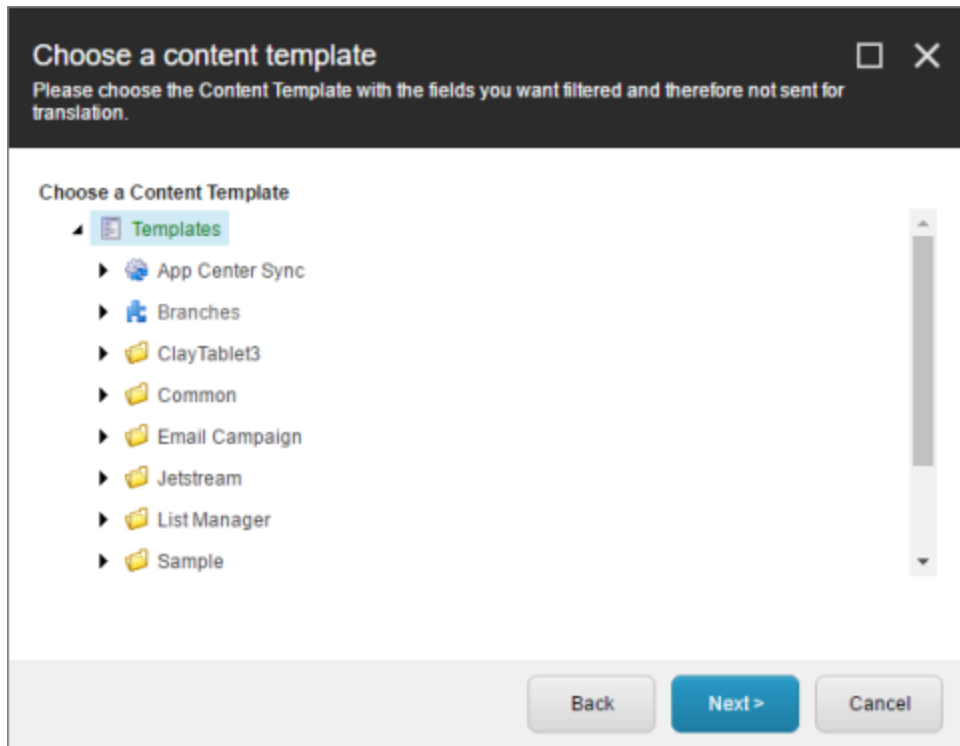 Choose a content template
Please choose the Content Template with the fields you want filtered and therefore not sent for
translation.
Choose a Content Template
Templates
App Center Sync
Branches
ClayTablet3
Common
Email Campaign
Jetstream
List Manager
Sample
Back
Next >
Cancel